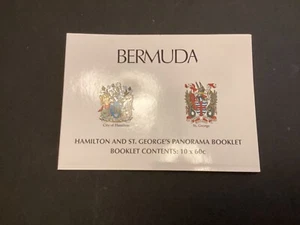 BERMUDA
City of Hamilton
St. George
HAMILTON AND ST. GEORGE'S PANORAMA BOOKLET
BOOKLET CONTENTS: 10 x 60c